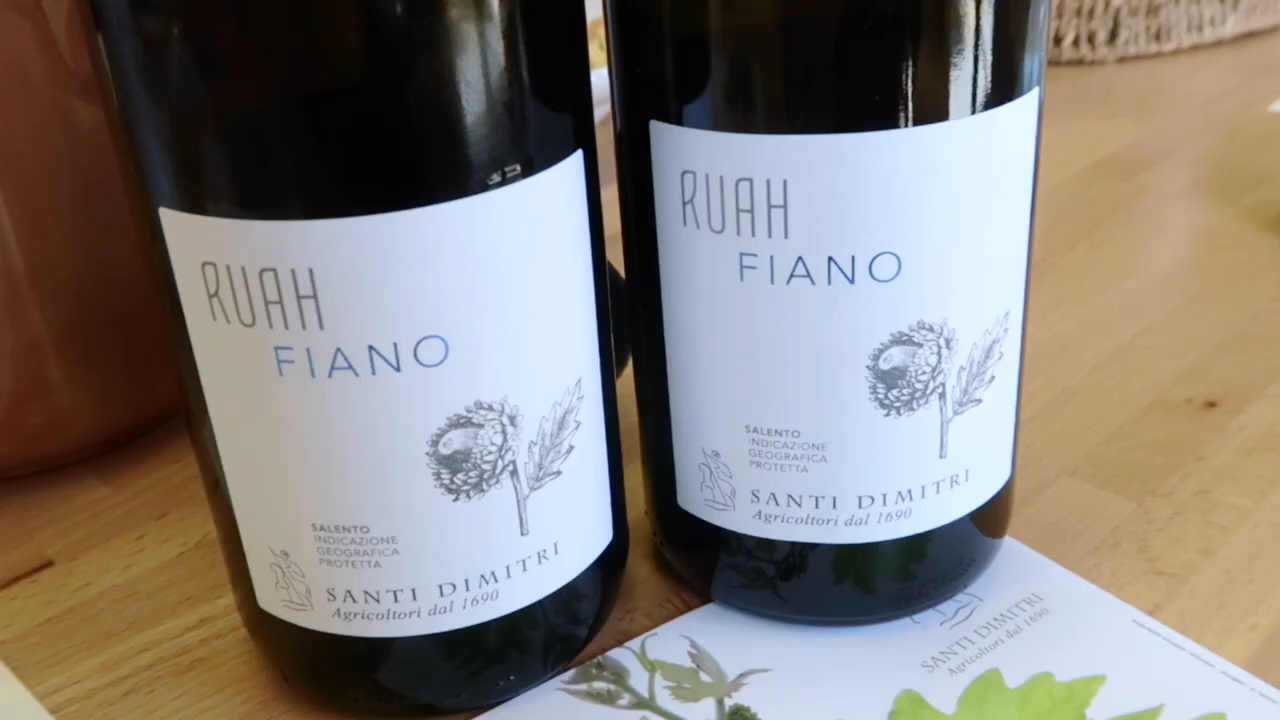 RUAH
FIANO
SALENTO
INDICAZIONE
GEOGRAFICA
PROTETTA
SANTI DIMITRI
Agricoltori dal 1690
RUAH
FIANO
SALENTO
INDICAZIONE
GEOGRAFICA
PROTETTA
SANTI DIMITRI
Agricoltori dal 1690
SANTI DIMITRI
Agricoltori dal 1690